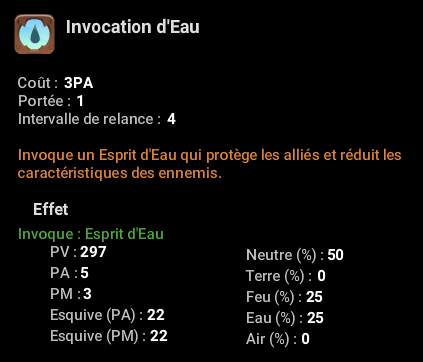 Invocation d'Eau
Coût : 3PA
Portée : 1
Intervalle de relance : 4
Invoque un Esprit d'Eau qui protège les alliés et réduit les
caractéristiques des ennemis.
Effet
Invoque : Esprit d'Eau
PV : 297
PA : 5
PM : 3
Esquive (PA) : 22
Esquive (PM) : 22
Neutre (%) : 50
Terre (%) : 0
Feu (%) : 25
Eau (%) : 25
Air (%) : 0